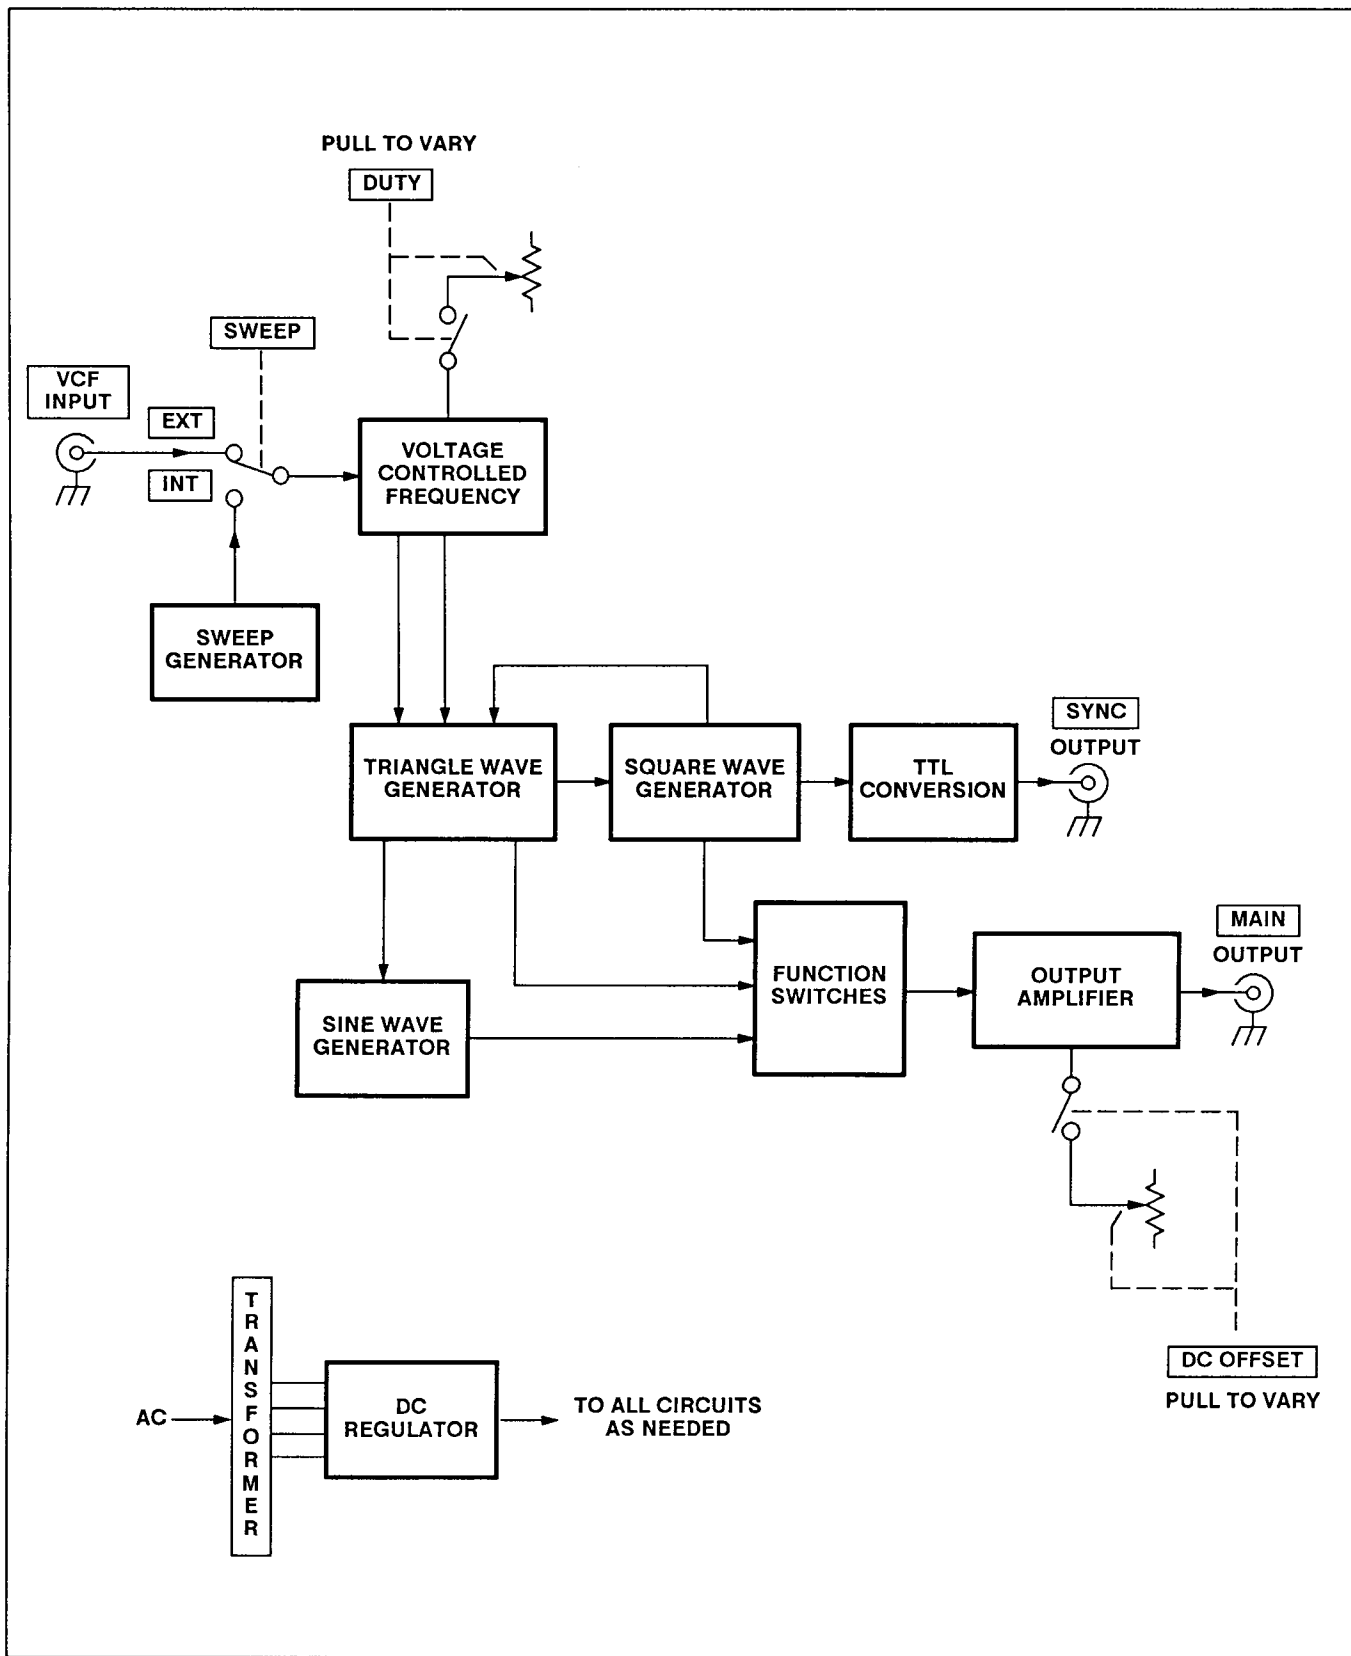 PULL TO VARY
DUTY
SWEEP
VCF
INPUT
EXT
INT
VOLTAGE
CONTROLLED
FREQUENCY
SWEEP
GENERATOR
SYNC
OUTPUT
TRIANGLE WAVE
GENERATOR
SQUARE WAVE
GENERATOR
TTL
CONVERSION
MAIN
OUTPUT
FUNCTION
SWITCHES
OUTPUT
AMPLIFIER
SINE WAVE
GENERATOR
DC OFFSET
PULL TO VARY
TRANSFORMER
AC
DC
REGULATOR
TO ALL CIRCUITS
AS NEEDED